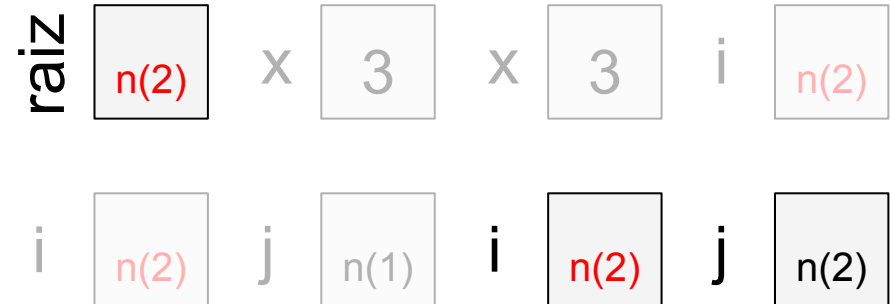 raiz n(2) x 3 x 3 i n(2)
i n(2) j n(1) i n(2) j n(2)